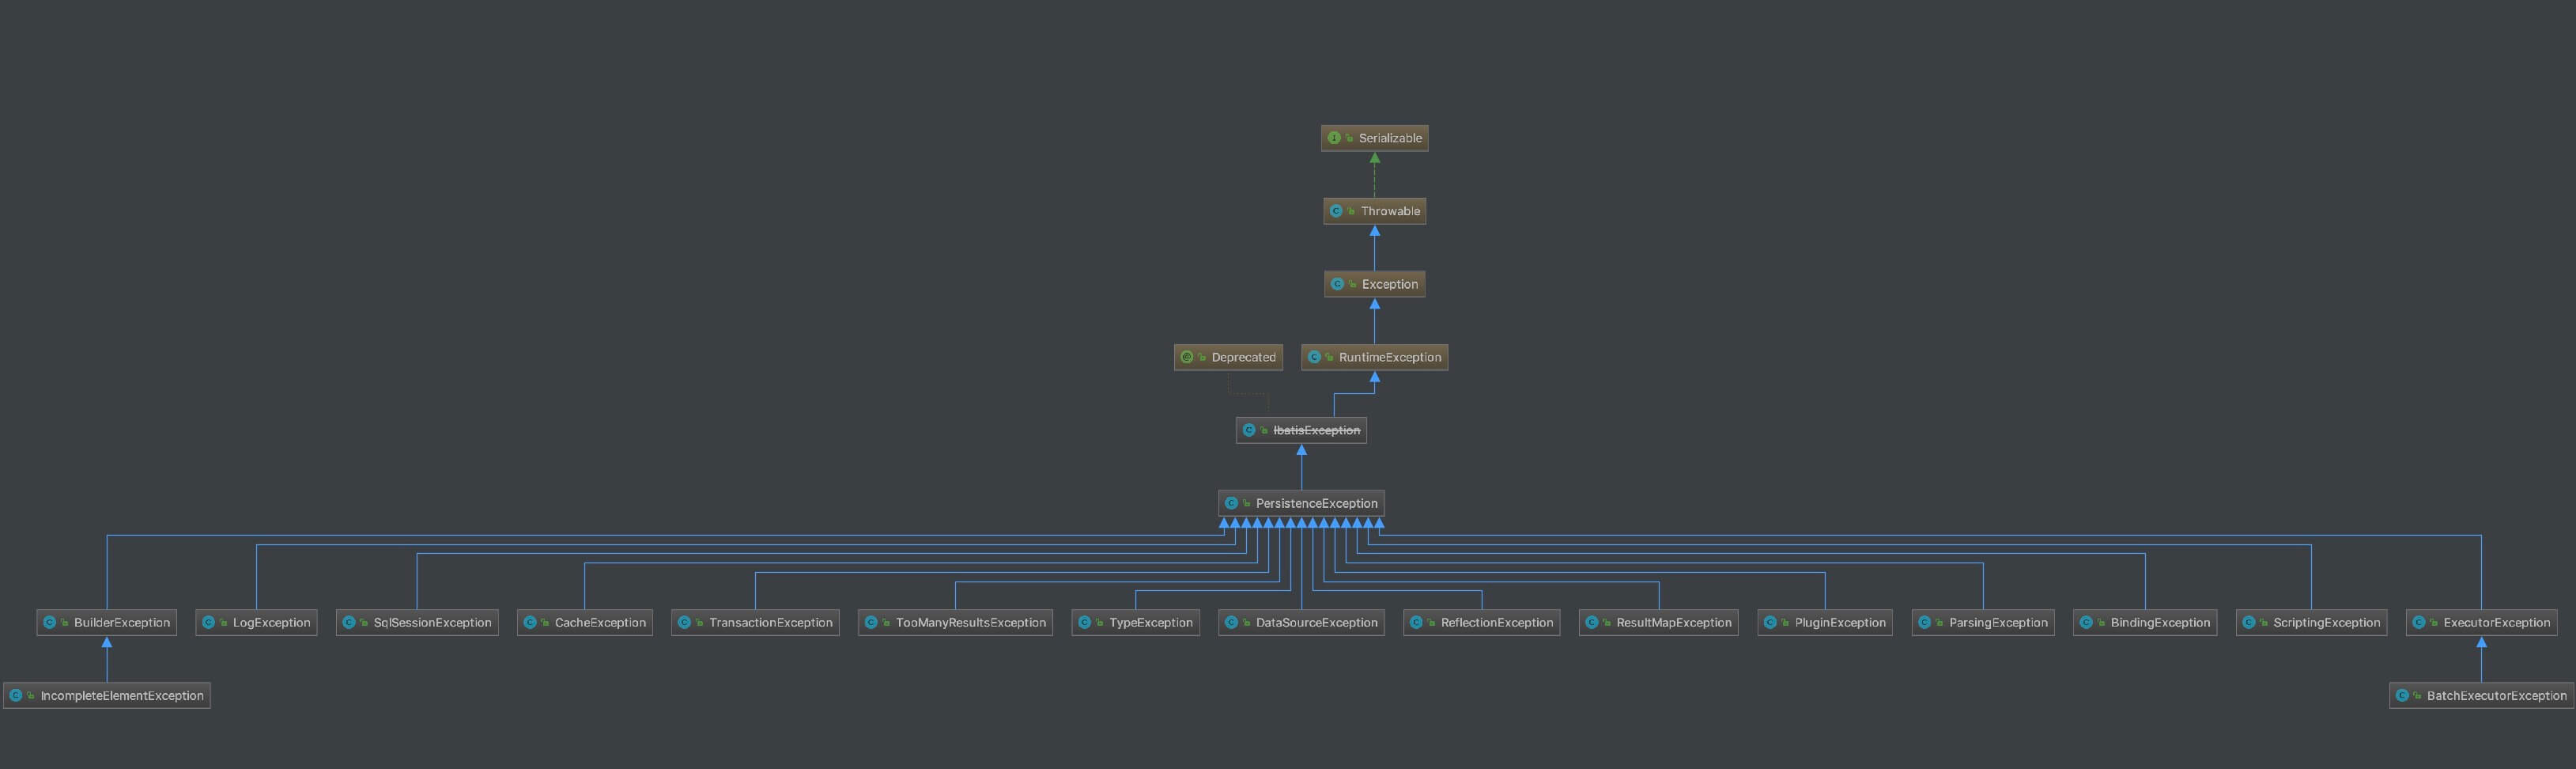 Serializable
Throwable
Exception
Deprecated
RuntimeException
IbatisException
PersistenceException
BuilderException
LogException
SqlSessionException
CacheException
TransactionException
TooManyResultsException
TypeException
DataSourceException
ReflectionException
ResultMapException
PluginException
ParsingException
BindingException
ScriptingException
ExecutorException
IncompleteElementException
BatchExecutorException